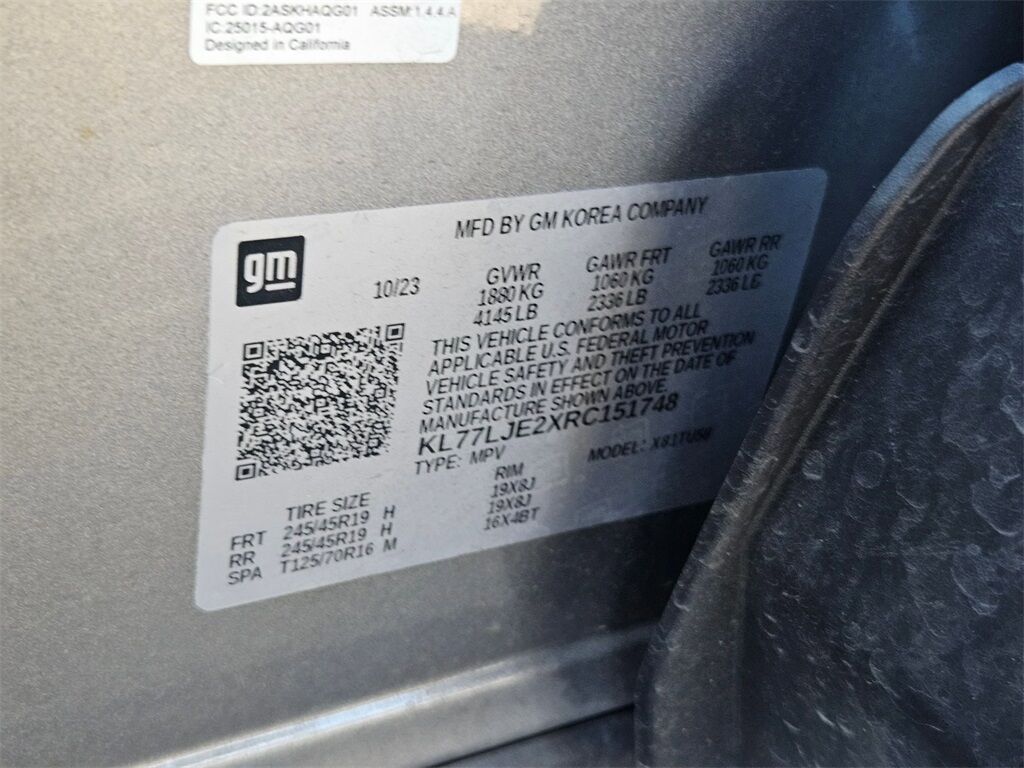 FCC ID:2ASKHAQG01 ASSM:1.4.4.A
IC:25015-AQG01
Designed in California
gm
MFD BY GM KOREA COMPANY
10/23
GVWR GAWR FRT GAWR RR
1880 KG 1060 KG 1060 KG
4145 LB 2336 LB 2336 LB
THIS VEHICLE CONFORMS TO ALL
APPLICABLE U.S. FEDERAL MOTOR
VEHICLE SAFETY AND THEFT PREVENTION
STANDARDS IN EFFECT ON THE DATE OF
MANUFACTURE SHOWN ABOVE.
KL77LJE2XRC151748
TYPE: MPV MODEL: X81TUS8
TIRE SIZE RIM
FRT 245/45R19 H 19X8J
RR 245/45R19 H 19X8J
SPA T125/70R16 M 16X4BT